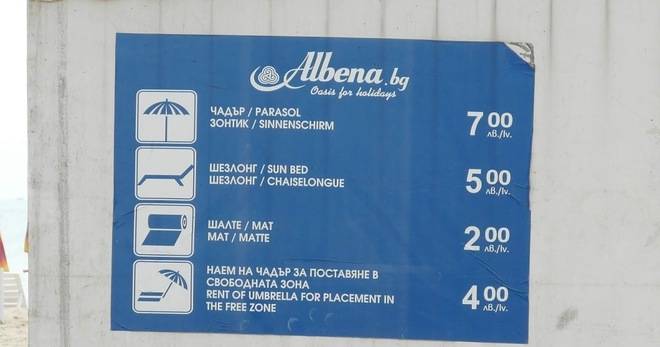 Albena.bg
Oasis for holidays
ЧАДЪР / PARASOL
ЗОНТИК / SINNENSCHIRM
7 00
лв./lv.
ШЕЗЛОНГ / SUN BED
ШЕЗЛОНГ / CHAISELONGUE
5 00
лв./lv.
ШАЛТЕ / MAT
МАТ / MATTE
2 00
лв./lv.
НАЕМ НА ЧАДЪР ЗА ПОСТАВЯНЕ В
СВОБОДНАТА ЗОНА
RENT OF UMBRELLA FOR PLACEMENT IN
THE FREE ZONE
4 00
лв./lv.